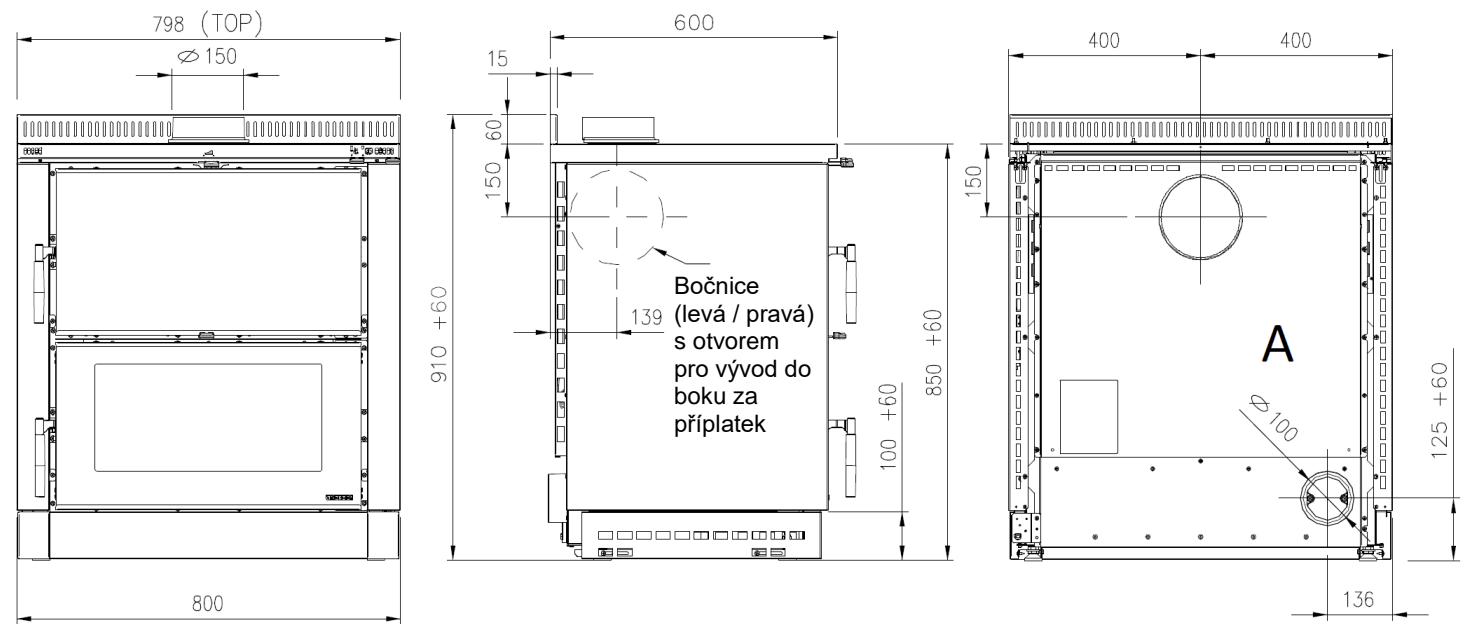 798 (TOP)
⌀ 150
800
600
15
60
150
139
910 +60
850 +60
100 +60
Bočnice
(levá / pravá)
s otvorem
pro vývod do
boku za
příplatek
400
400
150
A
⌀ 100
125 +60
136